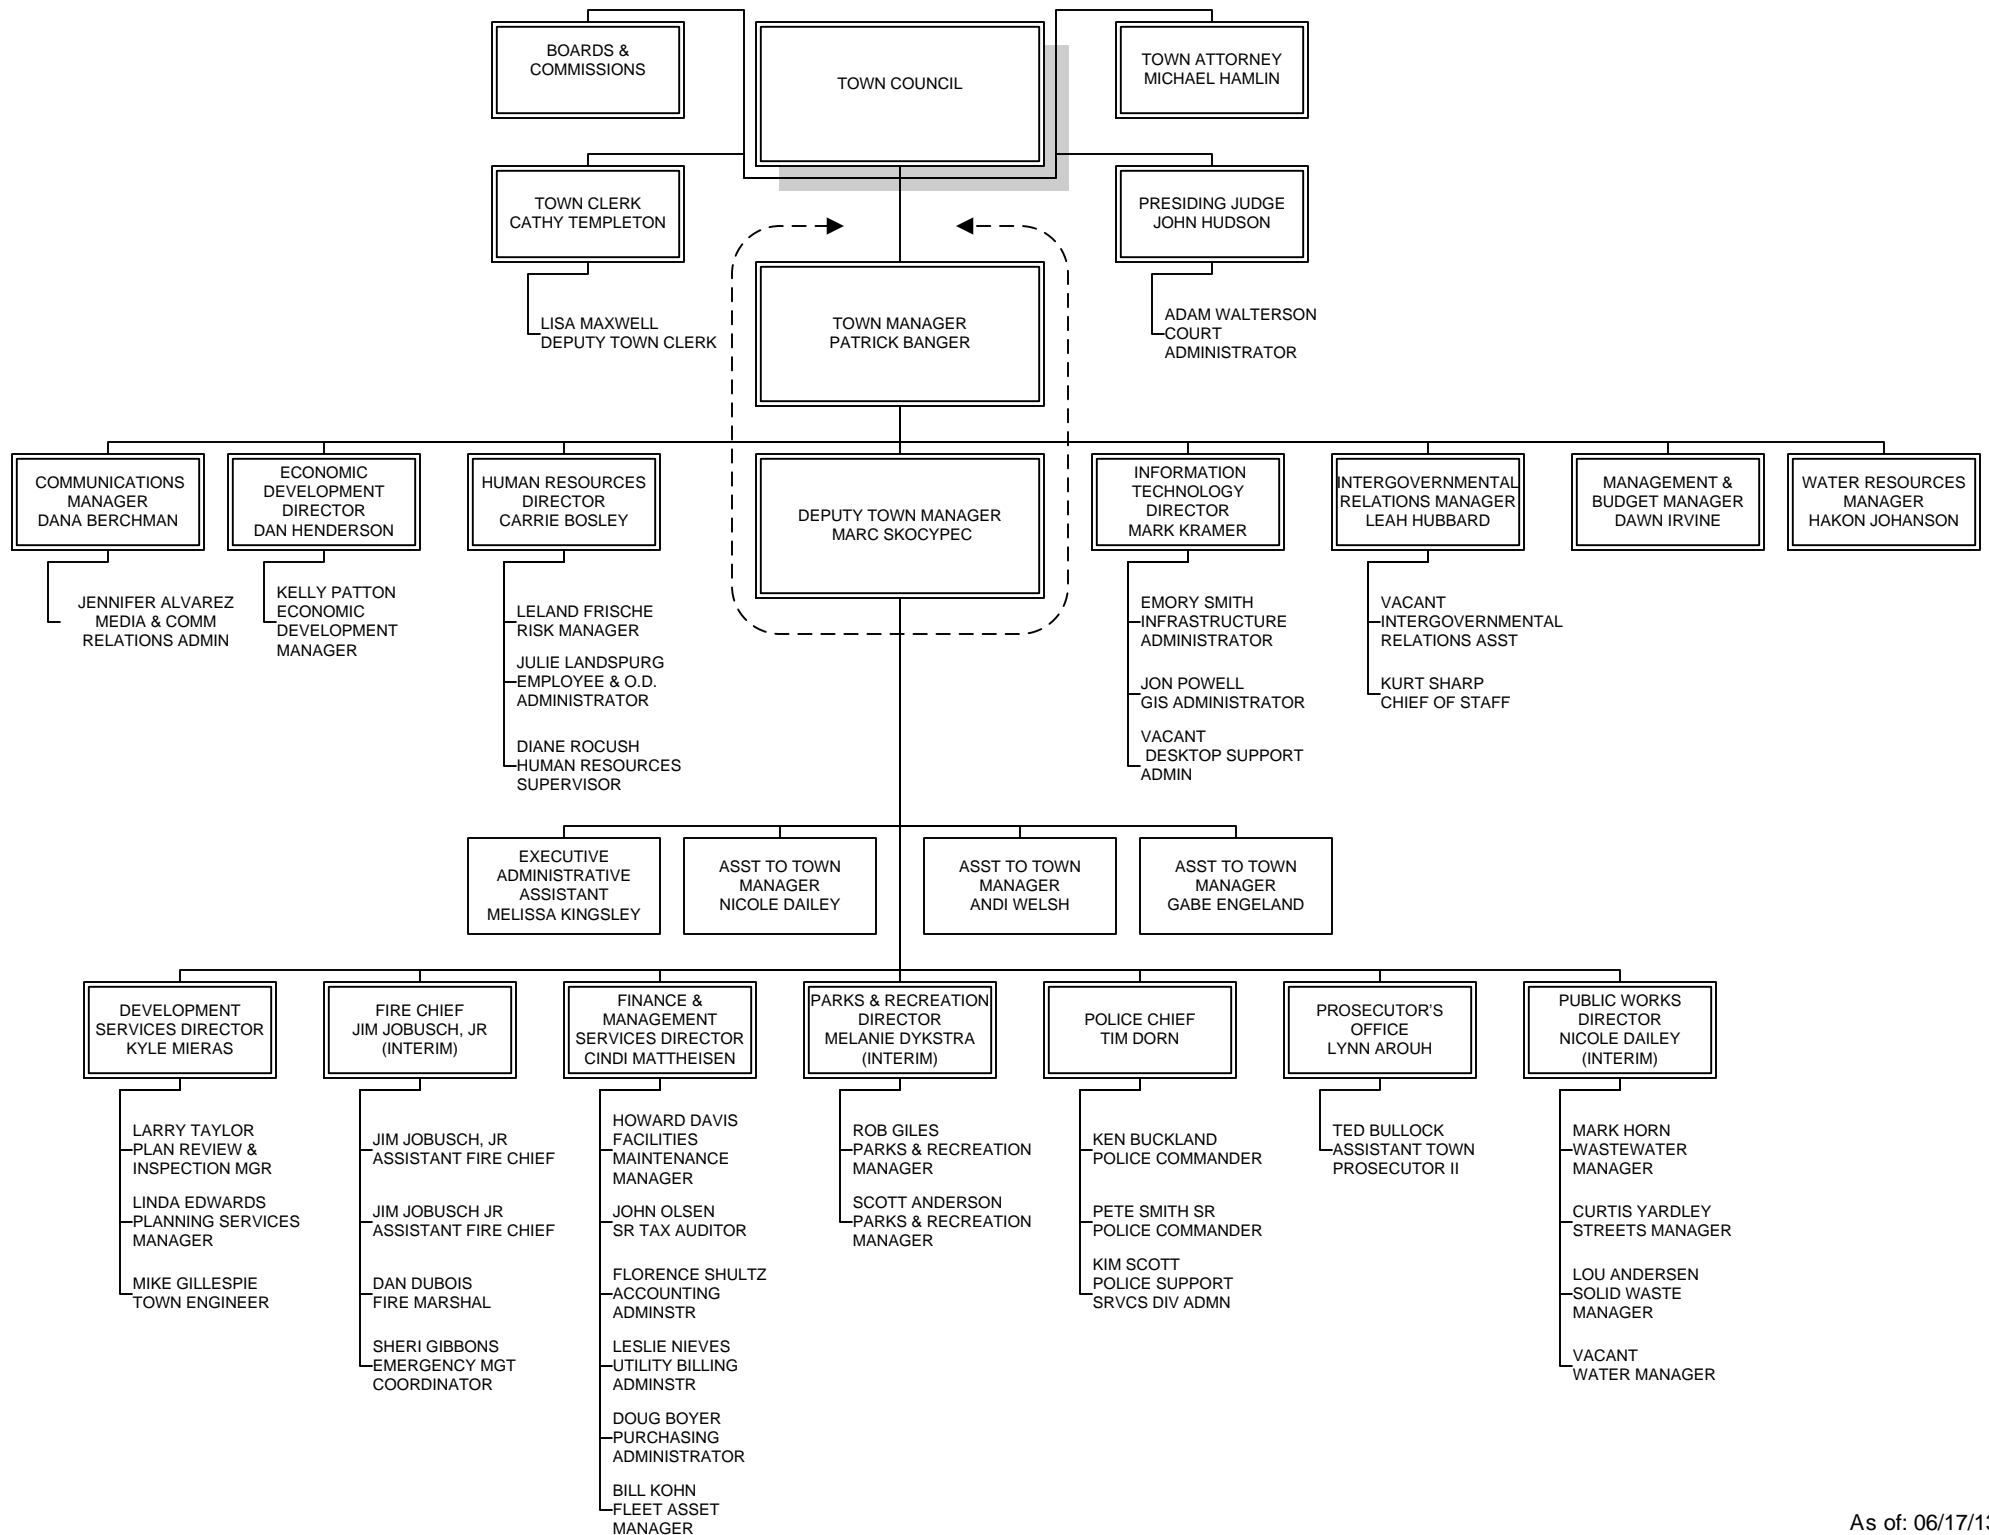 BOARDS &
COMMISSIONS
TOWN COUNCIL
TOWN ATTORNEY
MICHAEL HAMLIN
TOWN CLERK
CATHY TEMPLETON
PRESIDING JUDGE
JOHN HUDSON
LISA MAXWELL
DEPUTY TOWN CLERK
TOWN MANAGER
PATRICK BANGER
ADAM WALTERSON
COURT
ADMINISTRATOR
COMMUNICATIONS
MANAGER
DANA BERCHMAN
ECONOMIC
DEVELOPMENT
DIRECTOR
DAN HENDERSON
HUMAN RESOURCES
DIRECTOR
CARRIE BOSLEY
DEPUTY TOWN MANAGER
MARC SKOCYPEC
INFORMATION
TECHNOLOGY
DIRECTOR
MARK KRAMER
INTERGOVERNMENTAL
RELATIONS MANAGER
LEAH HUBBARD
MANAGEMENT &
BUDGET MANAGER
DAWN IRVINE
WATER RESOURCES
MANAGER
HAKON JOHANSON
JENNIFER ALVAREZ
MEDIA & COMM
RELATIONS ADMIN
KELLY PATTON
ECONOMIC
DEVELOPMENT
MANAGER
LELAND FRISCHE
RISK MANAGER
JULIE LANDSPURG
EMPLOYEE & O.D.
ADMINISTRATOR
DIANE ROCUSH
HUMAN RESOURCES
SUPERVISOR
EMORY SMITH
INFRASTRUCTURE
ADMINISTRATOR
JON POWELL
GIS ADMINISTRATOR
VACANT
DESKTOP SUPPORT
ADMIN
VACANT
INTERGOVERNMENTAL
RELATIONS ASST
KURT SHARP
CHIEF OF STAFF
EXECUTIVE
ADMINISTRATIVE
ASSISTANT
MELISSA KINGSLEY
ASST TO TOWN
MANAGER
NICOLE DAILEY
ASST TO TOWN
MANAGER
ANDI WELSH
ASST TO TOWN
MANAGER
GABE ENGELAND
DEVELOPMENT
SERVICES DIRECTOR
KYLE MIERAS
FIRE CHIEF
JIM JOBUSCH, JR
(INTERIM)
FINANCE &
MANAGEMENT
SERVICES DIRECTOR
CINDI MATTHEISEN
PARKS & RECREATION
DIRECTOR
MELANIE DYKSTRA
(INTERIM)
POLICE CHIEF
TIM DORN
PROSECUTOR'S
OFFICE
LYNN AROUH
PUBLIC WORKS
DIRECTOR
NICOLE DAILEY
(INTERIM)
LARRY TAYLOR
PLAN REVIEW &
INSPECTION MGR
LINDA EDWARDS
PLANNING SERVICES
MANAGER
MIKE GILLESPIE
TOWN ENGINEER
JIM JOBUSCH, JR
ASSISTANT FIRE CHIEF
JIM JOBUSCH JR
ASSISTANT FIRE CHIEF
DAN DUBOIS
FIRE MARSHAL
SHERI GIBBONS
EMERGENCY MGT
COORDINATOR
HOWARD DAVIS
FACILITIES
MAINTENANCE
MANAGER
JOHN OLSEN
SR TAX AUDITOR
FLORENCE SHULTZ
ACCOUNTING
ADMINSTR
LESLIE NIEVES
UTILITY BILLING
ADMINSTR
DOUG BOYER
PURCHASING
ADMINISTRATOR
BILL KOHN
FLEET ASSET
MANAGER
ROB GILES
PARKS & RECREATION
MANAGER
SCOTT ANDERSON
PARKS & RECREATION
MANAGER
KEN BUCKLAND
POLICE COMMANDER
PETE SMITH SR
POLICE COMMANDER
KIM SCOTT
POLICE SUPPORT
SRVCS DIV ADMN
TED BULLOCK
ASSISTANT TOWN
PROSECUTOR II
MARK HORN
WASTEWATER
MANAGER
CURTIS YARDLEY
STREETS MANAGER
LOU ANDERSEN
SOLID WASTE
MANAGER
VACANT
WATER MANAGER
As of: 06/17/13